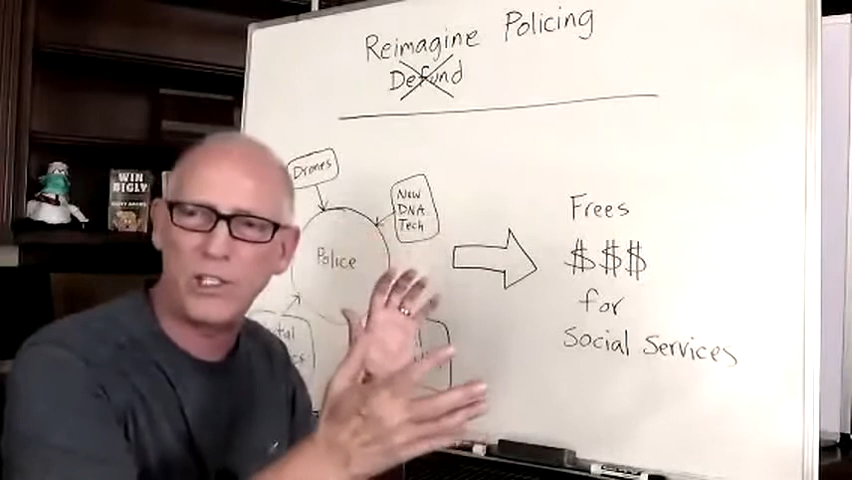 Reimagine Policing
Defund
Drones
New
DNA
Tech
Police
Frees
$$$
for
Social Services
WIN
BIGLY